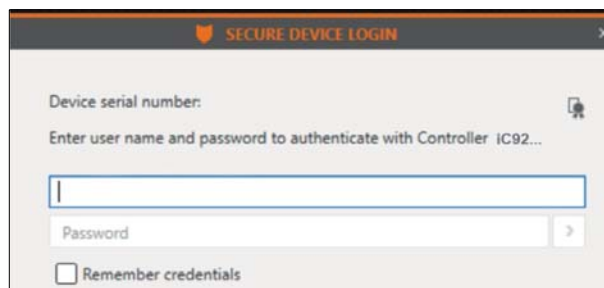 SECURE DEVICE LOGIN
Device serial number:
Enter user name and password to authenticate with Controller iC92...
Password
Remember credentials